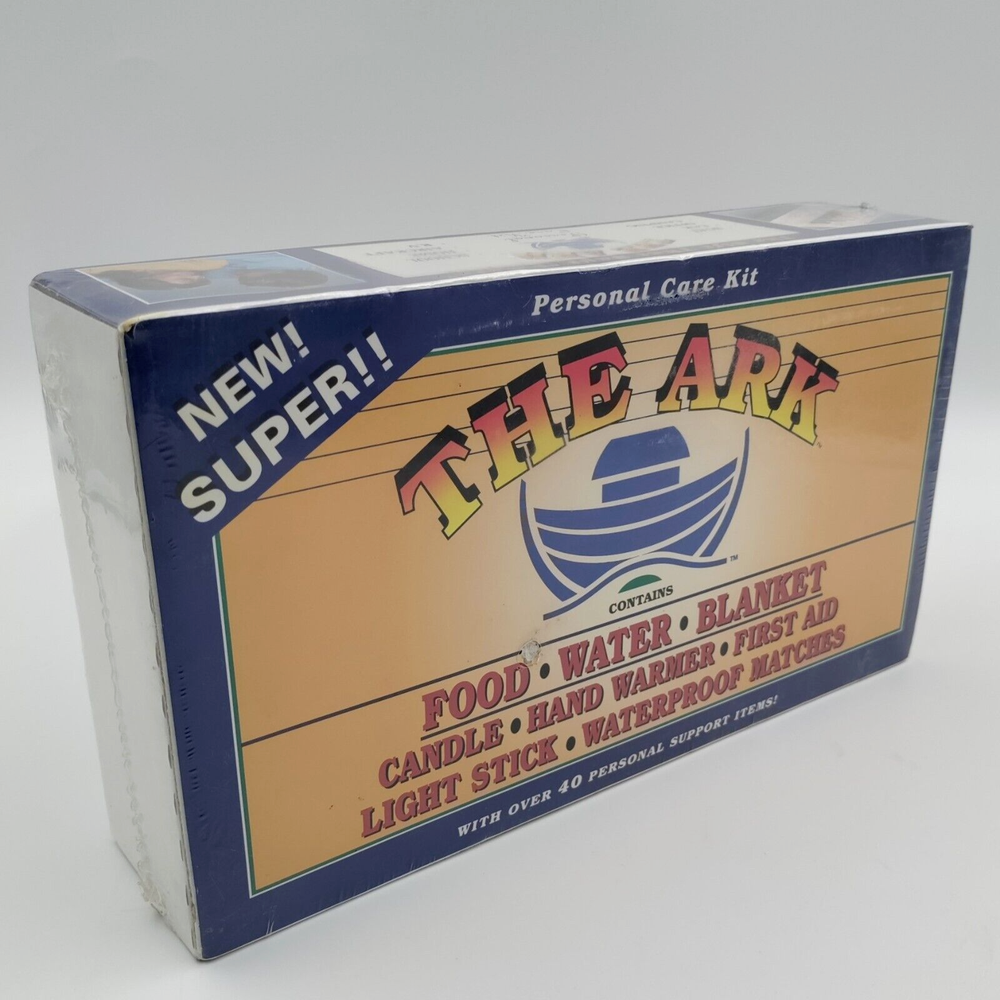 Personal Care Kit
NEW!
SUPER!!
THE ARK
TM
CONTAINS
FOOD • WATER • BLANKET
CANDLE • HAND WARMER • FIRST AID
LIGHT STICK • WATERPROOF MATCHES
WITH OVER 40 PERSONAL SUPPORT ITEMS!